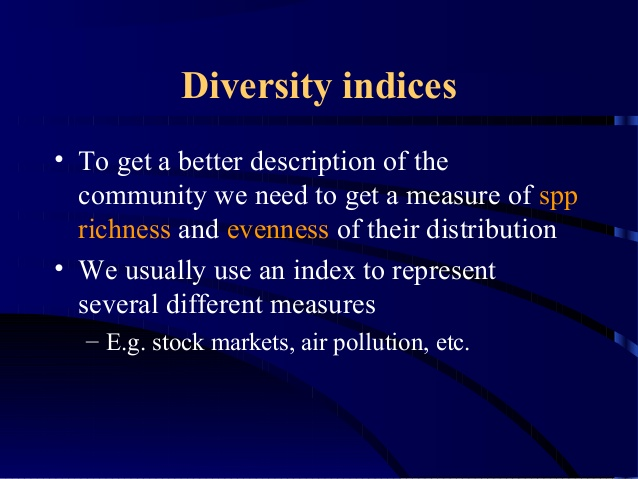 Diversity indices
• To get a better description of the
community we need to get a measure of spp
richness and evenness of their distribution
• We usually use an index to represent
several different measures
– E.g. stock markets, air pollution, etc.